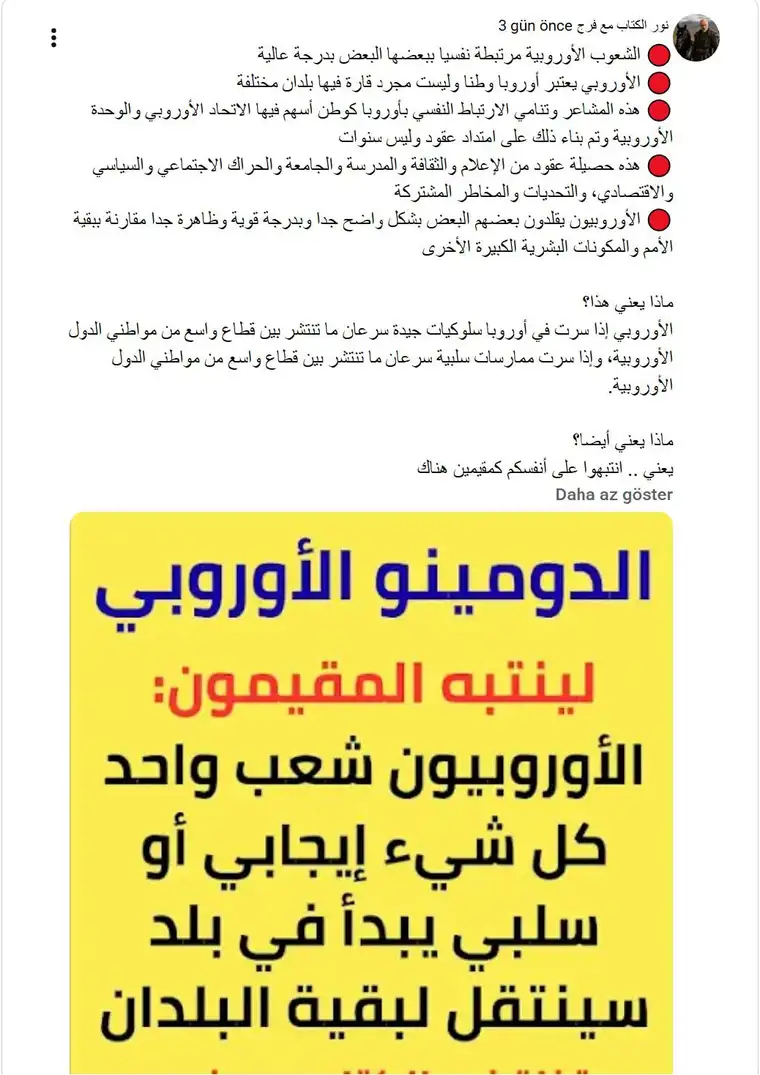 نور الكتاب مع فرج 3 gün önce
🔴 الشعوب الأوروبية مرتبطة نفسيا ببعضها البعض بدرجة عالية
🔴 الأوروبي يعتبر أوروبا وطنا وليست مجرد قارة فيها بلدان مختلفة
🔴 هذه المشاعر وتنامي الارتباط النفسي بأوروبا كوطن أسهم فيها الاتحاد الأوروبي والوحدة
الأوروبية وتم بناء ذلك على امتداد عقود وليس سنوات
🔴 هذه حصيلة عقود من الإعلام والثقافة والمدرسة والجامعة والحراك الاجتماعي والسياسي
والاقتصادي، والتحديات والمخاطر المشتركة
🔴 الأوروبيون يقلدون بعضهم البعض بشكل واضح جدا وبدرجة قوية وظاهرة جدا مقارنة ببقية
الأمم والمكونات البشرية الكبيرة الأخرى
ماذا يعني هذا؟
الأوروبي إذا سرت في أوروبا سلوكيات جيدة سرعان ما تنتشر بين قطاع واسع من مواطني الدول
الأوروبية، وإذا سرت ممارسات سلبية سرعان ما تنتشر بين قطاع واسع من مواطني الدول
الأوروبية.
ماذا يعني أيضا؟
يعني .. انتبهوا على أنفسكم كمقيمين هناك
Daha az göster
الدومينو الأوروبي
لينتبه المقيمون:
الأوروبيون شعب واحد
كل شيء إيجابي أو
سلبي يبدأ في بلد
سينتقل لبقية البلدان